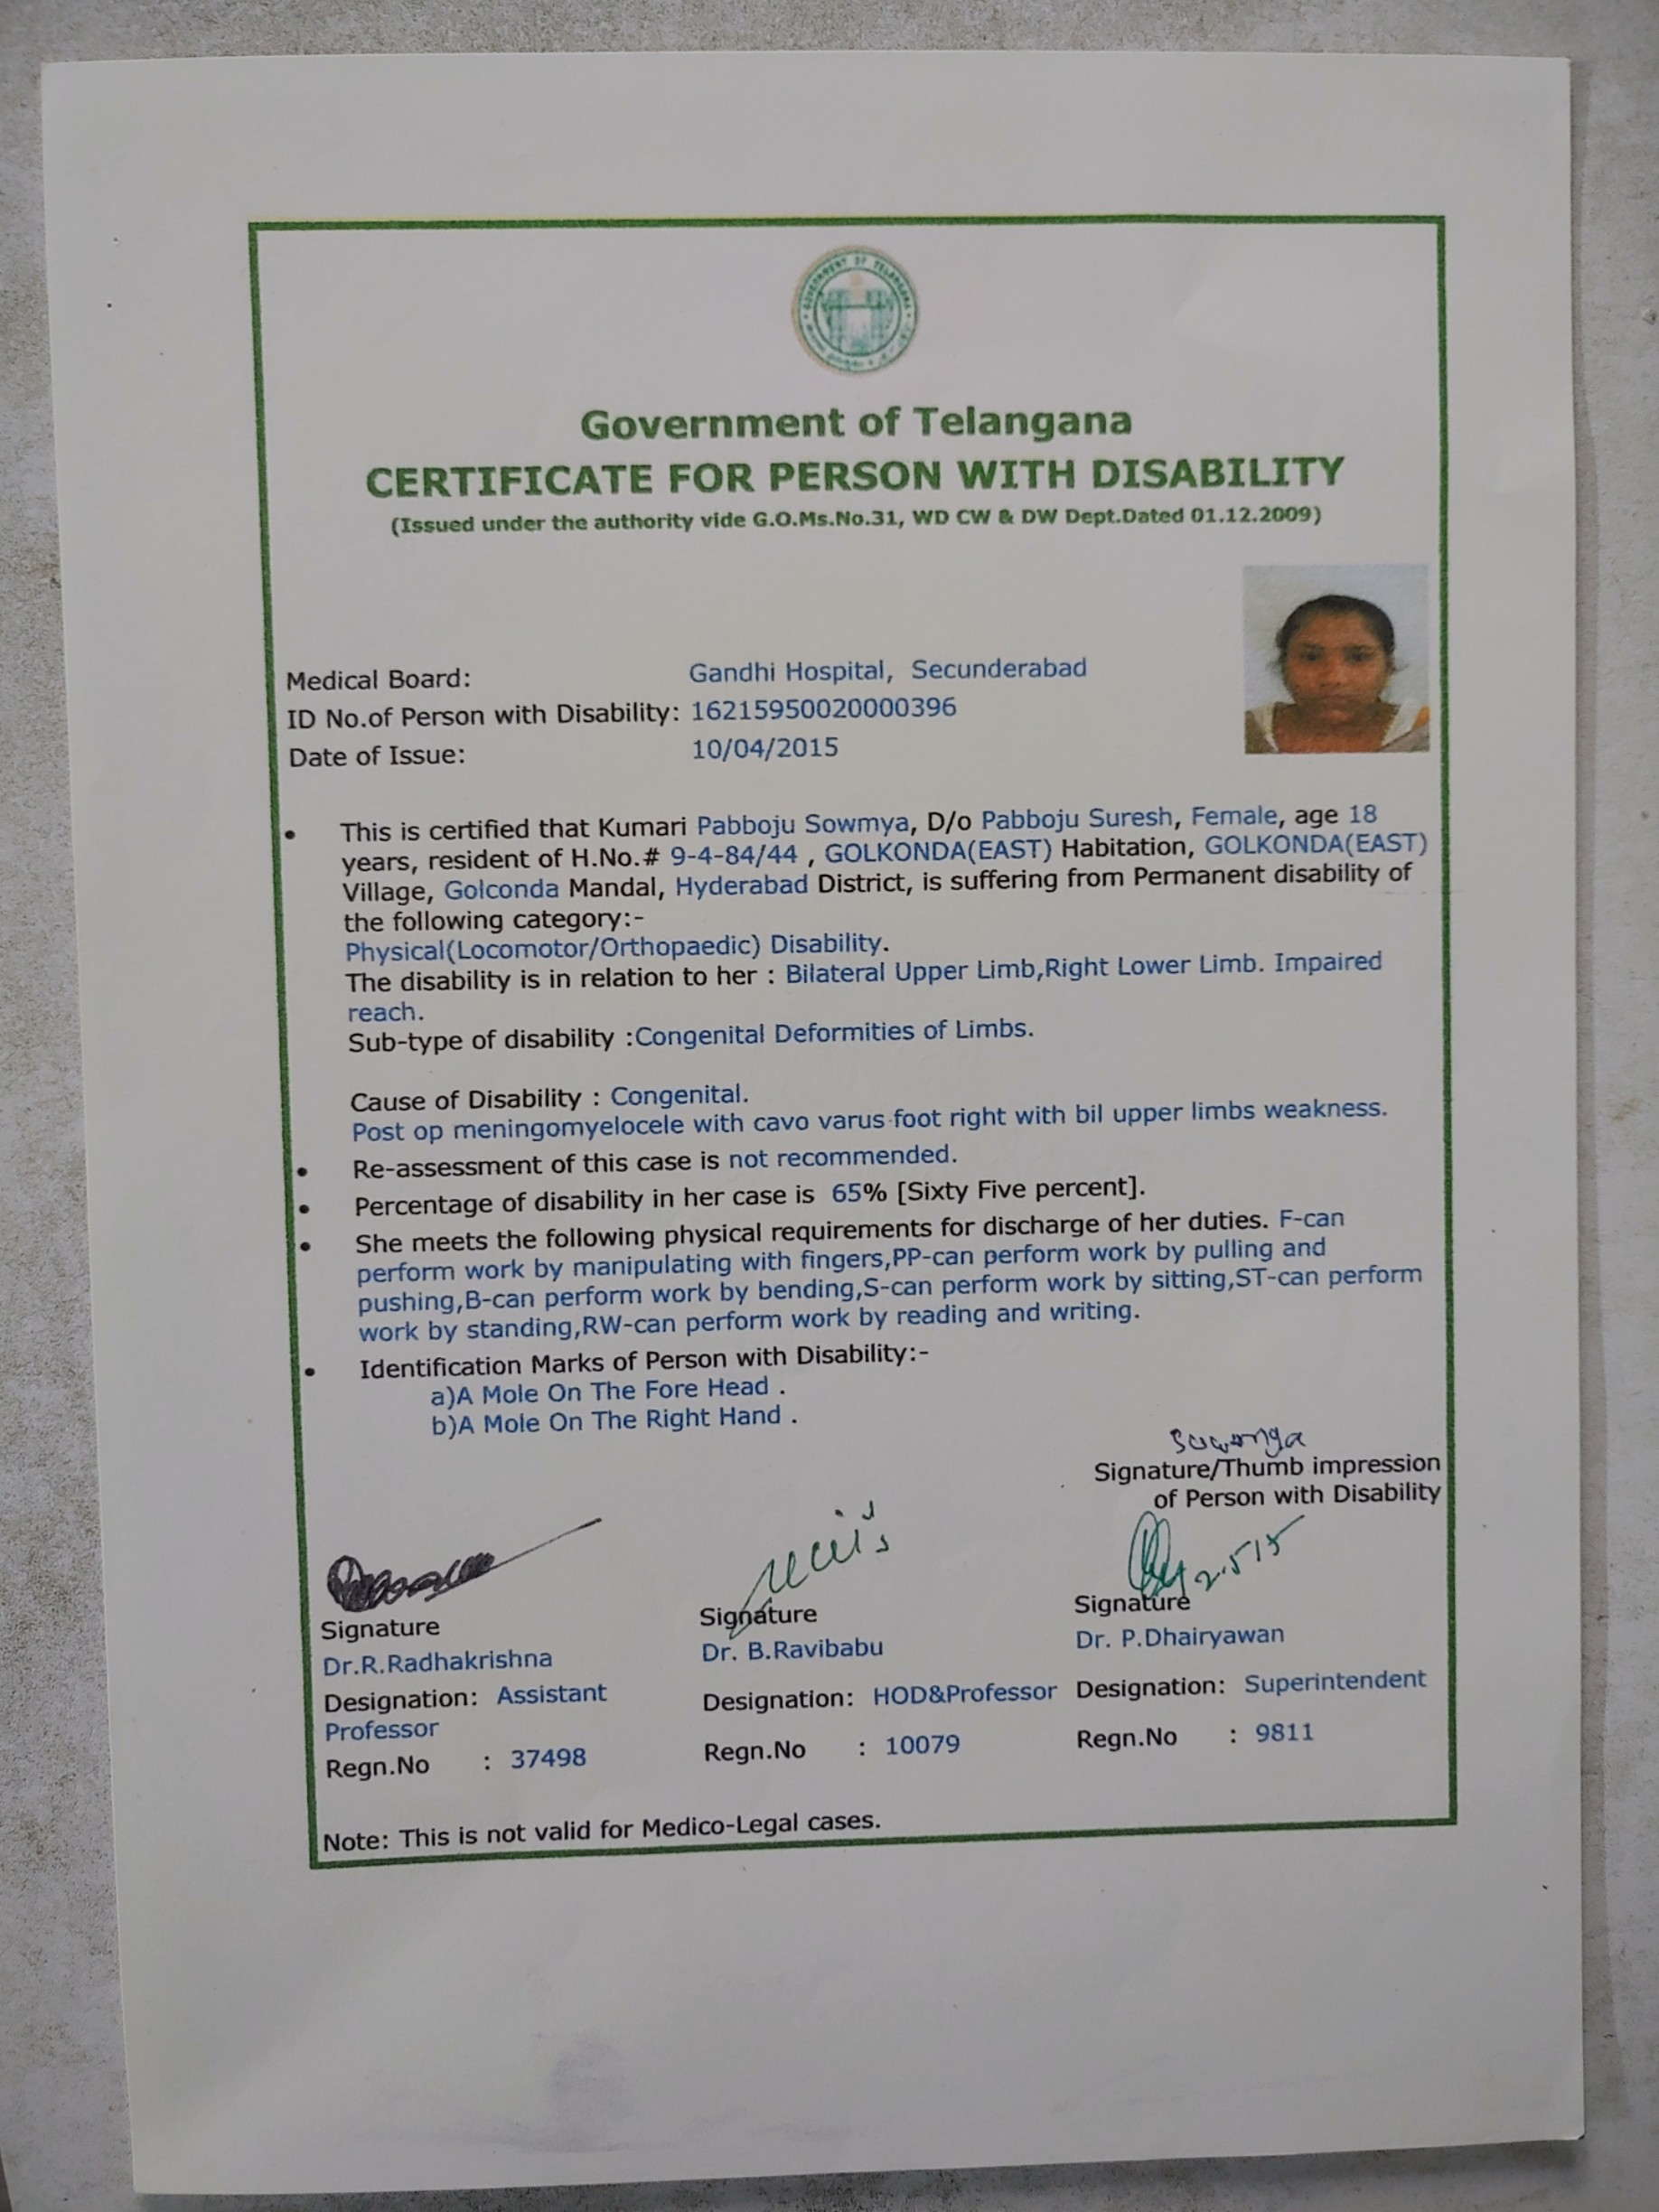 GOVERNMENT OF TELANGANA
Government of Telangana
CERTIFICATE FOR PERSON WITH DISABILITY
(Issued under the authority vide G.O.Ms.No.31, WD CW & DW Dept.Dated 01.12.2009)
Medical Board: Gandhi Hospital, Secunderabad
ID No.of Person with Disability: 16215950020000396
Date of Issue: 10/04/2015
• This is certified that Kumari Pabboju Sowmya, D/o Pabboju Suresh, Female, age 18
years, resident of H.No.# 9-4-84/44 , GOLKONDA(EAST) Habitation, GOLKONDA(EAST)
Village, Golconda Mandal, Hyderabad District, is suffering from Permanent disability of
the following category:-
Physical(Locomotor/Orthopaedic) Disability.
The disability is in relation to her : Bilateral Upper Limb,Right Lower Limb. Impaired
reach.
Sub-type of disability :Congenital Deformities of Limbs.
Cause of Disability : Congenital.
Post op meningomyelocele with cavo varus foot right with bil upper limbs weakness.
• Re-assessment of this case is not recommended.
• Percentage of disability in her case is 65% [Sixty Five percent].
• She meets the following physical requirements for discharge of her duties. F-can
perform work by manipulating with fingers,PP-can perform work by pulling and
pushing,B-can perform work by bending,S-can perform work by sitting,ST-can perform
work by standing,RW-can perform work by reading and writing.
• Identification Marks of Person with Disability:-
a)A Mole On The Fore Head .
b)A Mole On The Right Hand .
Signature/Thumb impression
of Person with Disability
2.5.15
Signature Signature Signature
Dr.R.Radhakrishna Dr. B.Ravibabu Dr. P.Dhairyawan
Designation: Assistant Designation: HOD&Professor Designation: Superintendent
Professor
Regn.No : 37498 Regn.No : 10079 Regn.No : 9811
Note: This is not valid for Medico-Legal cases.